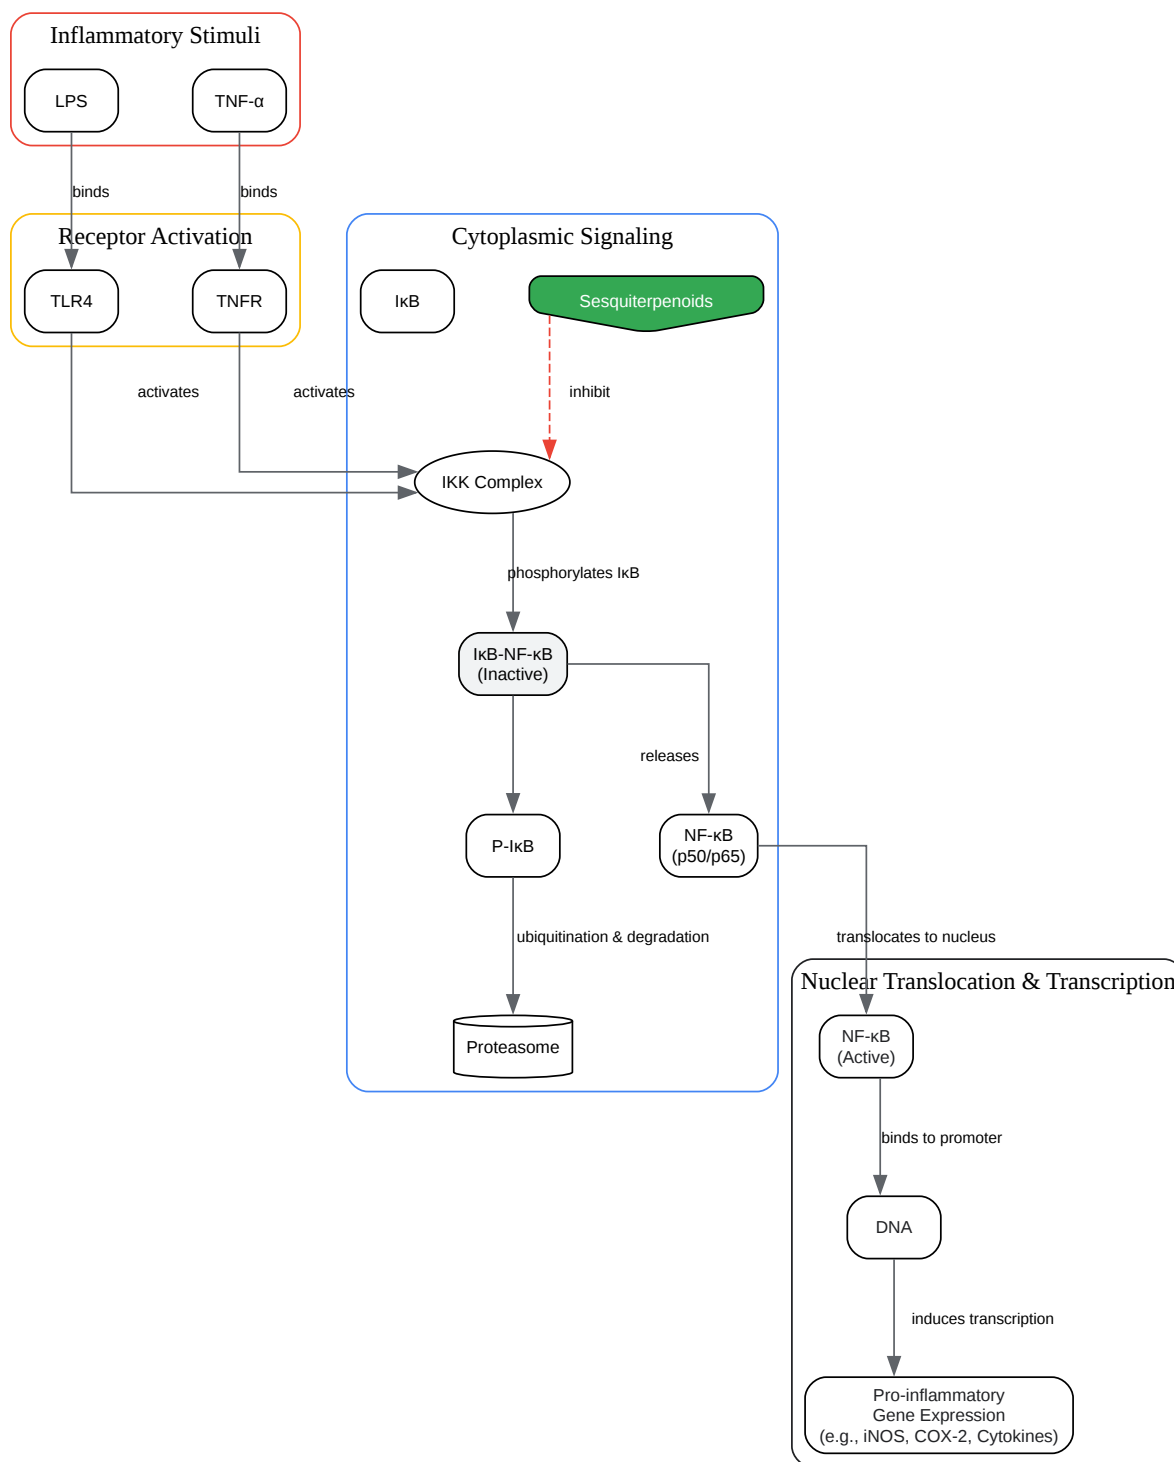 Inflammatory Stimuli
LPS
TNF-α
binds
binds
Receptor Activation
TLR4
TNFR
Cytoplasmic Signaling
IκB
Sesquiterpenoids
activates
activates
inhibit
IKK Complex
phosphorylates IκB
IκB-NF-κB
(Inactive)
releases
P-IκB
NF-κB
(p50/p65)
ubiquitination & degradation
translocates to nucleus
Proteasome
Nuclear Translocation & Transcription
NF-κB
(Active)
binds to promoter
DNA
induces transcription
Pro-inflammatory
Gene Expression
(e.g., iNOS, COX-2, Cytokines)